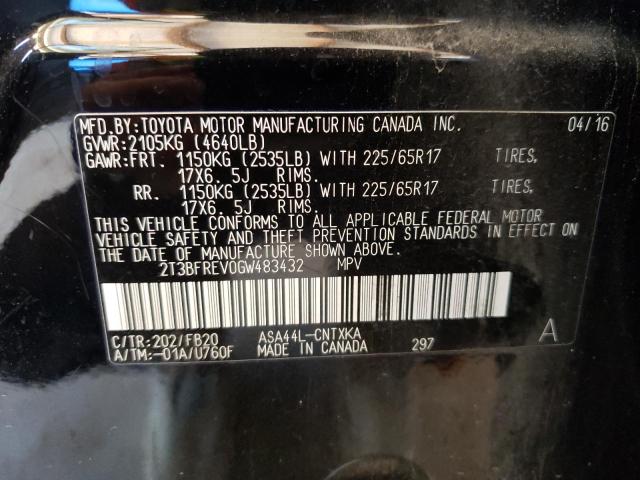 MFD.BY:TOYOTA MOTOR MANUFACTURING CANADA INC. 04/16
GVWR:2105KG (4640LB)
GAWR:FRT. 1150KG (2535LB) WITH 225/65R17 TIRES,
17X6.5J RIMS.
RR. 1150KG (2535LB) WITH 225/65R17 TIRES,
17X6.5J RIMS.
THIS VEHICLE CONFORMS TO ALL APPLICABLE FEDERAL MOTOR
VEHICLE SAFETY AND THEFT PREVENTION STANDARDS IN EFFECT ON
THE DATE OF MANUFACTURE SHOWN ABOVE.
2T3BFREV0GW483432 MPV
C/TR:202/FB20 ASA44L-CNTXKA A
A/TM:-01A/U760F MADE IN CANADA 297